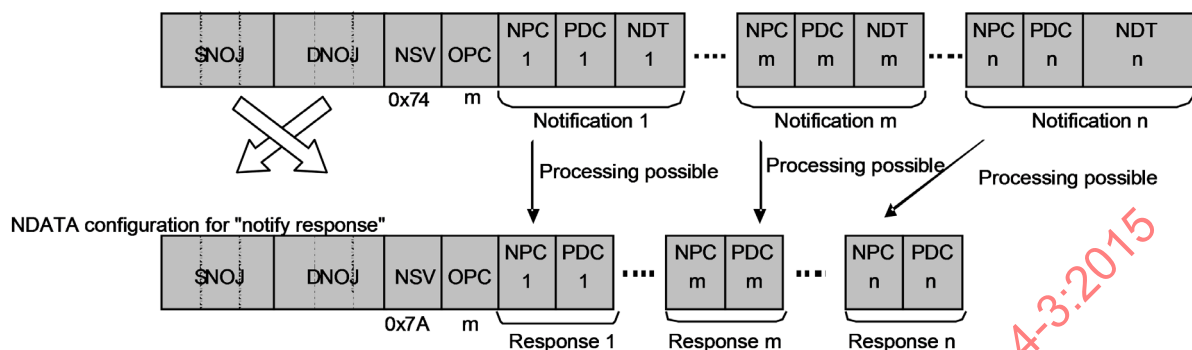 SNOJ DNOJ NSV OPC NPC 1 PDC 1 NDT 1 NPC m PDC m NDT m NPC n PDC n NDT n
0x74 m Notification 1 Notification m Notification n
Processing possible Processing possible Processing possible
NDATA configuration for "notify response"
SNOJ DNOJ NSV OPC NPC 1 PDC 1 NPC m PDC m NPC n PDC n
0x7A m Response 1 Response m Response n
4-3:2015